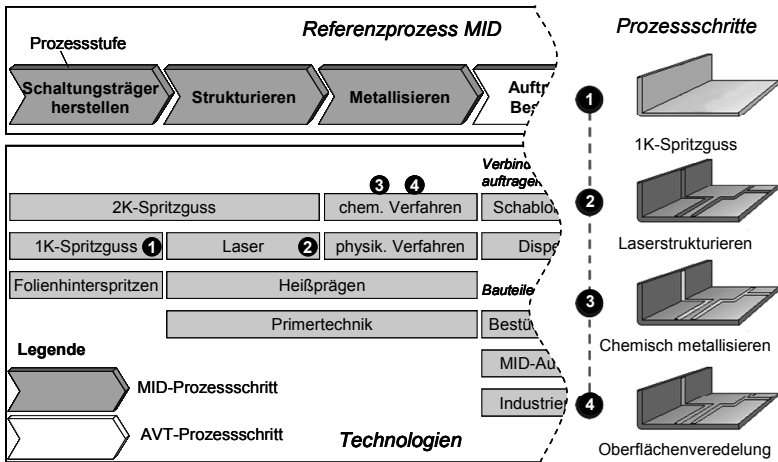 Referenzprozess MID
Prozessstufe
Schaltungsträger
herstellen
Strukturieren
Metallisieren
3 4
2K-Spritzguss
chem. Verfahren
1K-Spritzguss 1
Laser 2
physik. Verfahren
Folienhinterspritzen
Heißprägen
Primertechnik
Legende
MID-Prozessschritt
AVT-Prozessschritt
Technologien
Prozessschritte
1
1K-Spritzguss
2
Laserstrukturieren
3
Chemisch metallisieren
4
Oberflächenveredelung